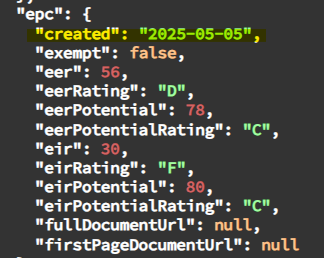 "epc": {
"created": "2025-05-05",
"exempt": false,
"eer": 56,
"eerRating": "D",
"eerPotential": 78,
"eerPotentialRating": "C",
"eir": 30,
"eirRating": "F",
"eirPotential": 80,
"eirPotentialRating": "C",
"fullDocumentUrl": null,
"firstPageDocumentUrl": null